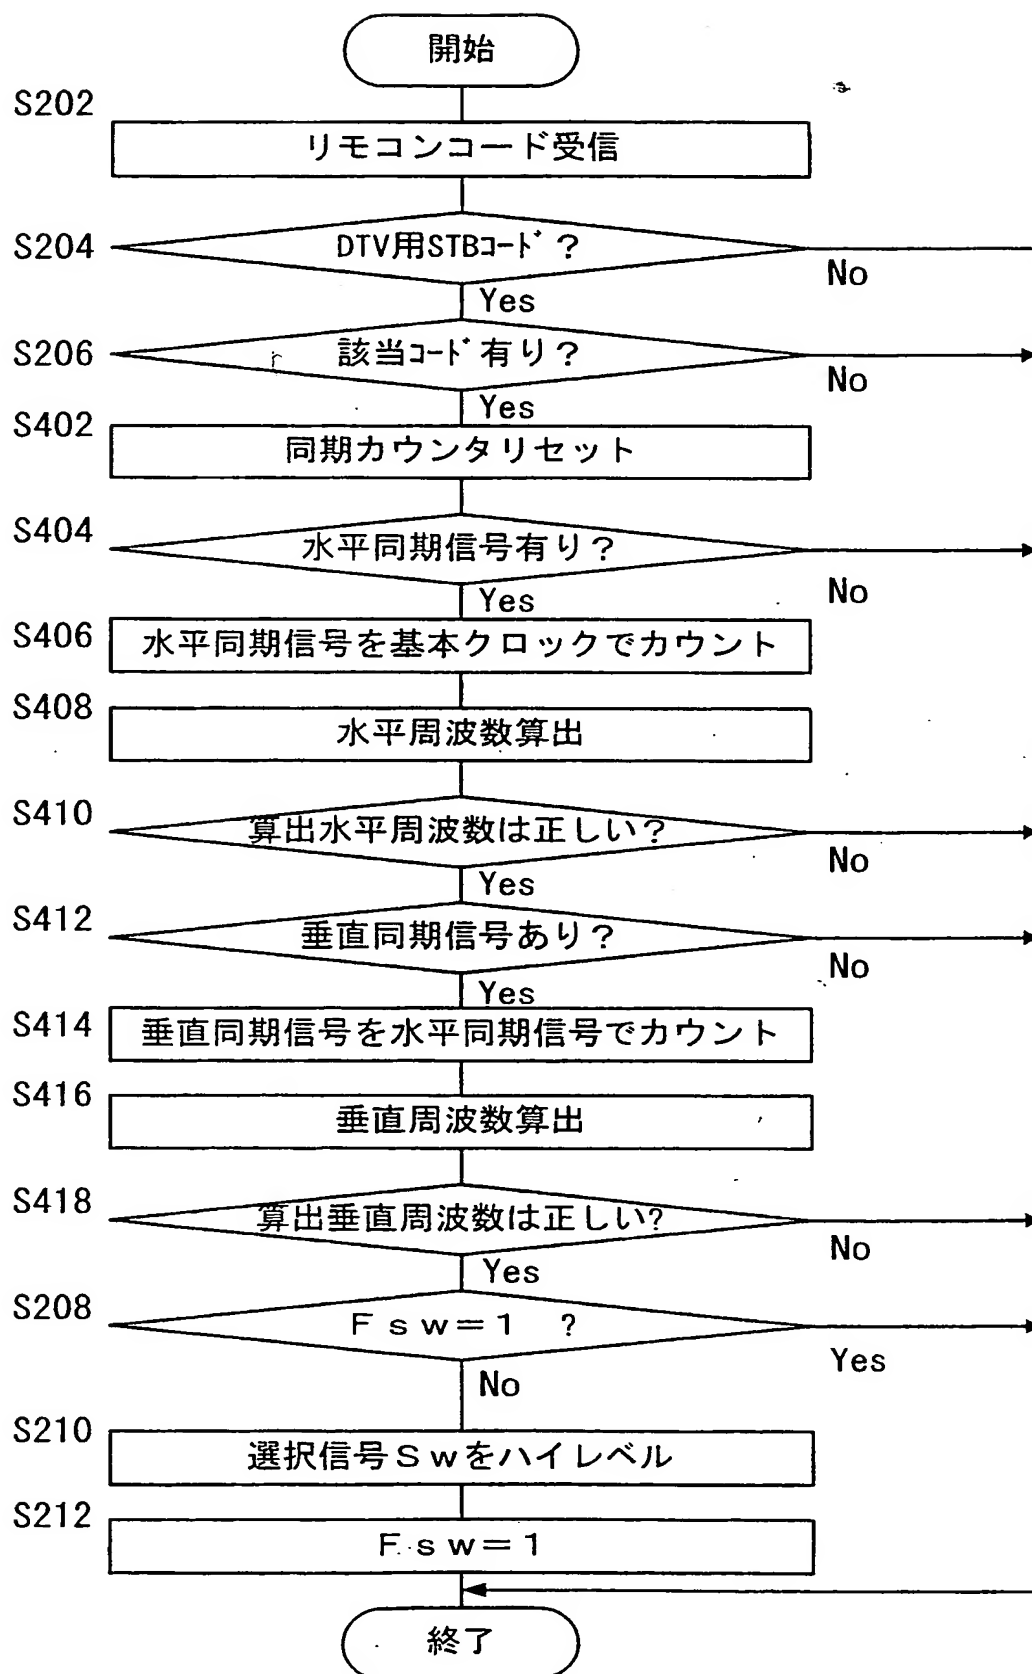 開始
S202
リモコンコード受信
S204
DTV用STBコード?
No
Yes
S206
該当コード有り?
No
Yes
S402
同期カウンタリセット
S404
水平同期信号有り?
No
Yes
S406
水平同期信号を基本クロックでカウント
S408
水平周波数算出
S410
算出水平周波数は正しい?
No
Yes
S412
垂直同期信号あり?
No
Yes
S414
垂直同期信号を水平同期信号でカウント
S416
垂直周波数算出
S418
算出垂直周波数は正しい?
No
Yes
S208
Fsw=1 ?
Yes
No
S210
選択信号Swをハイレベル
S212
Fsw=1
終了